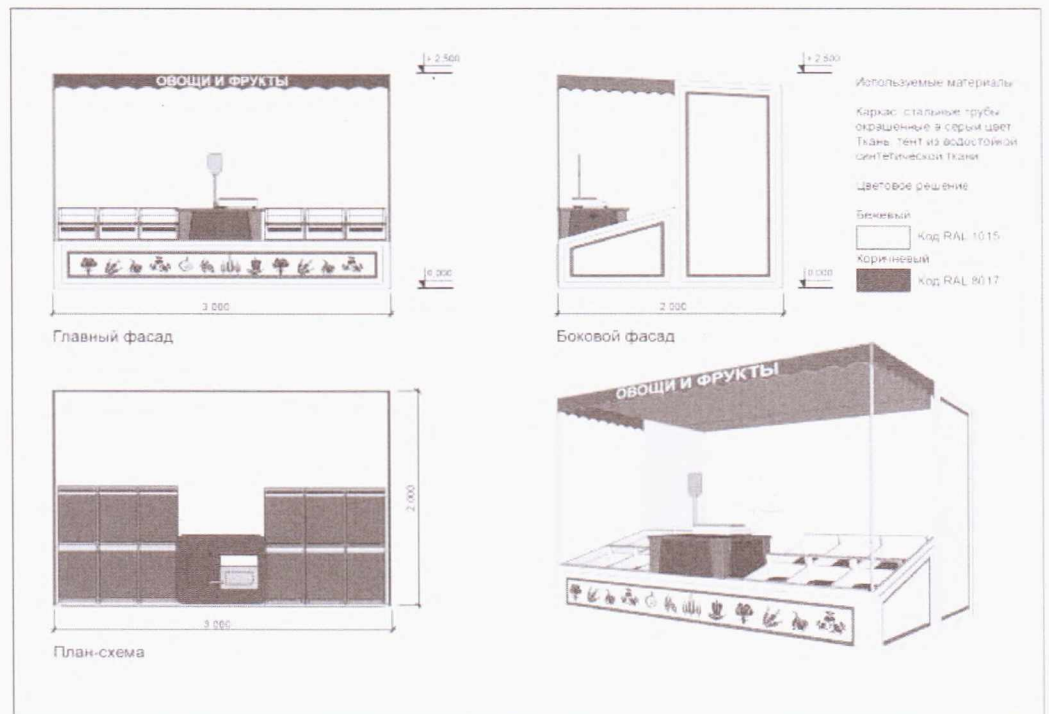 + 2.500
ОВОЩИ И ФРУКТЫ
0.000
3.000
Главный фасад
+ 2.500
0.000
2.000
Боковой фасад
Используемые материалы
Каркас: стальные трубы
окрашенные в серый цвет
Ткань: тент из водостойкой
синтетической ткани
Цветовое решение
Бежевый
Код RAL 1015
Коричневый
Код RAL 8017
2.000
3.000
План-схема
ОВОЩИ И ФРУКТЫ